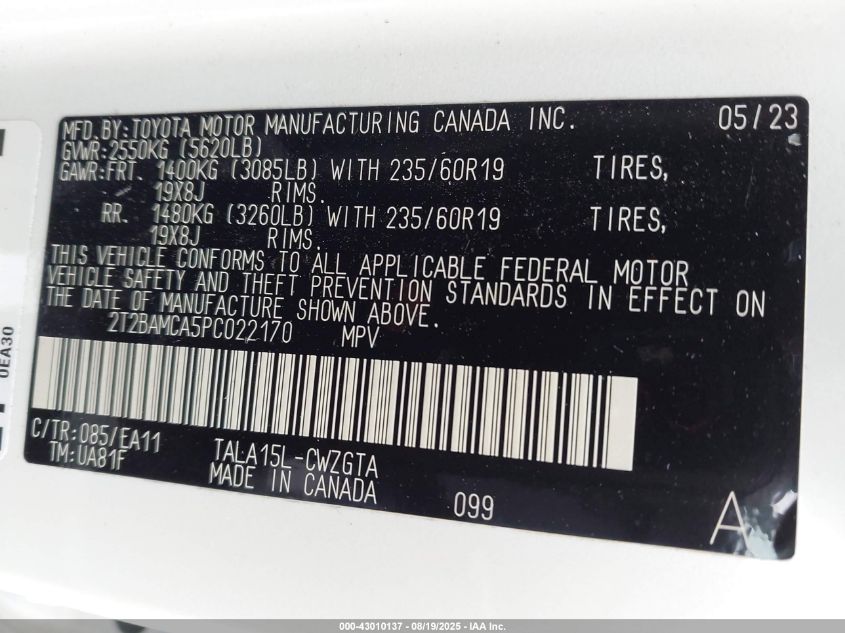 MFD.BY:TOYOTA MOTOR MANUFACTURING CANADA INC. 05/23
GVWR:2550KG (5620LB)
GAWR:FRT. 1400KG (3085LB) WITH 235/60R19 TIRES,
19X8J RIMS.
RR. 1480KG (3260LB) WITH 235/60R19 TIRES,
19X8J RIMS.
THIS VEHICLE CONFORMS TO ALL APPLICABLE FEDERAL MOTOR
VEHICLE SAFETY AND THEFT PREVENTION STANDARDS IN EFFECT ON
THE DATE OF MANUFACTURE SHOWN ABOVE.
2T2BAMCA5PC022170 MPV
C/TR:085/EA11 TALA15L-CWZGTA
TM:UA81F MADE IN CANADA
099
A
0EA30
000-43010137 - 08/19/2025 - IAA Inc.